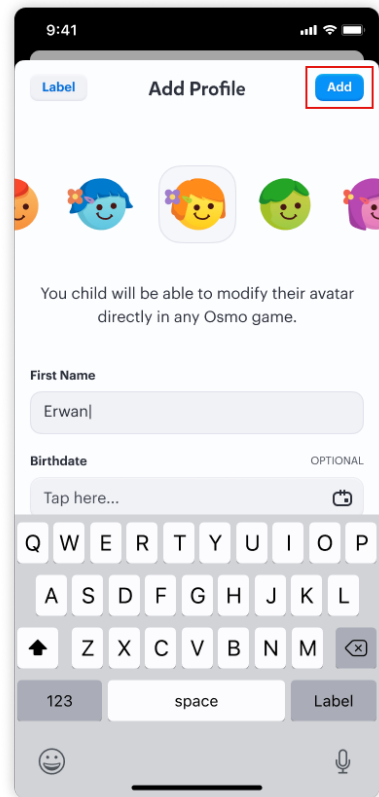 9:41
Label Add Profile Add
You child will be able to modify their avatar
directly in any Osmo game.
First Name
Erwan
Birthdate OPTIONAL
Tap here...
Q W E R T Y U I O P
A S D F G H J K L
Z X C V B N M
123 space Label